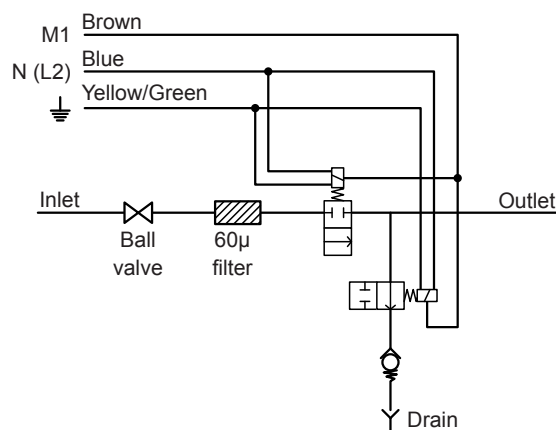 Brown
M1
Blue
N (L2)
Yellow/Green
Inlet
Outlet
Ball
valve
60µ
filter
Drain